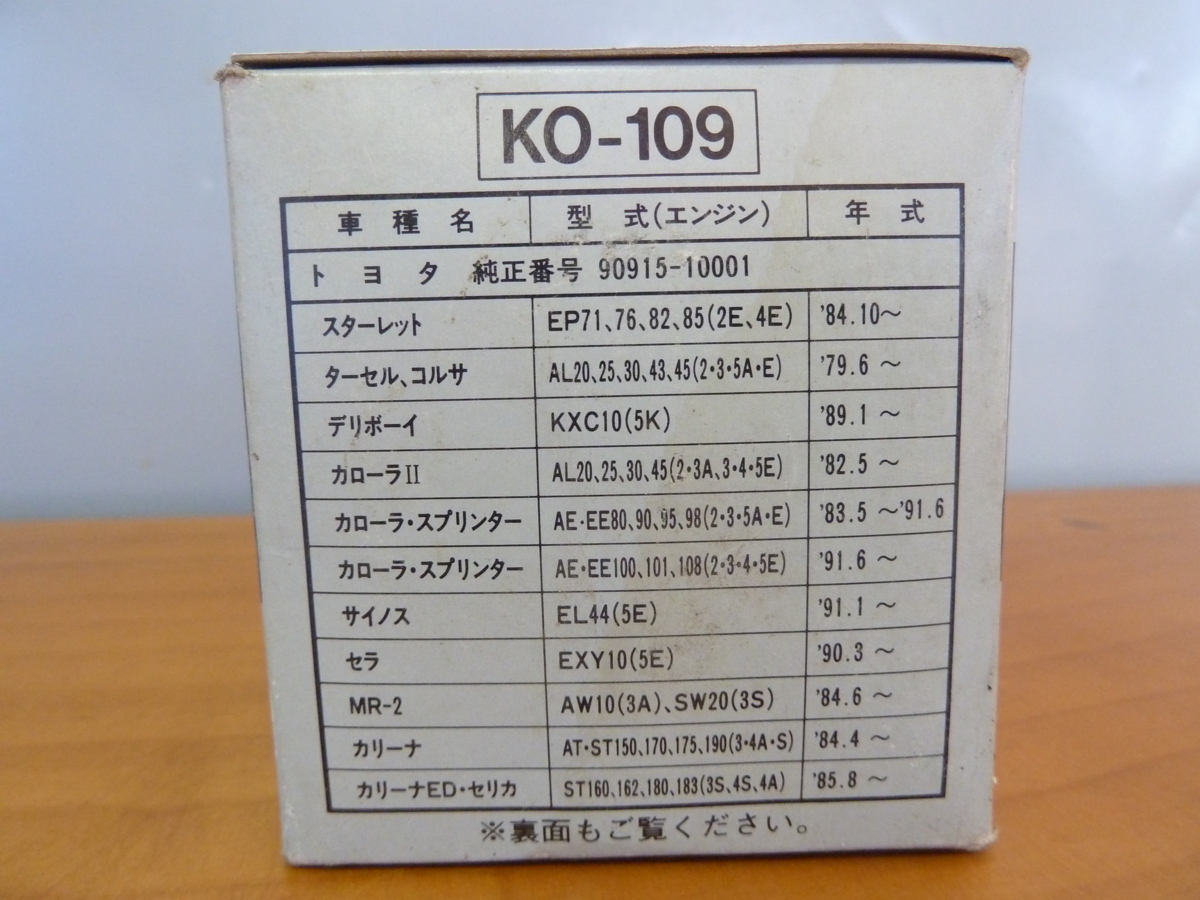 KO-109
車種名 型式(エンジン) 年式
トヨタ 純正番号 90915-10001
スターレット EP71、76、82、85(2E、4E) '84.10～
ターセル、コルサ AL20、25、30、43、45(2・3・5A・E) '79.6 ～
デリボーイ KXC10(5K) '89.1 ～
カローラII AL20、25、30、45(2・3A、3・4・5E) '82.5 ～
カローラ・スプリンター AE・EE80、90、95、98(2・3・5A・E) '83.5 ～'91.6
カローラ・スプリンター AE・EE100、101、108(2・3・4・5E) '91.6 ～
サイノス EL44(5E) '91.1 ～
セラ EXY10(5E) '90.3 ～
MR-2 AW10(3A)、SW20(3S) '84.6 ～
カリーナ AT・ST150、170、175、190(3・4A・S) '84.4 ～
カリーナED・セリカ ST160、162、180、183(3S、4S、4A) '85.8 ～
※裏面もご覧ください。